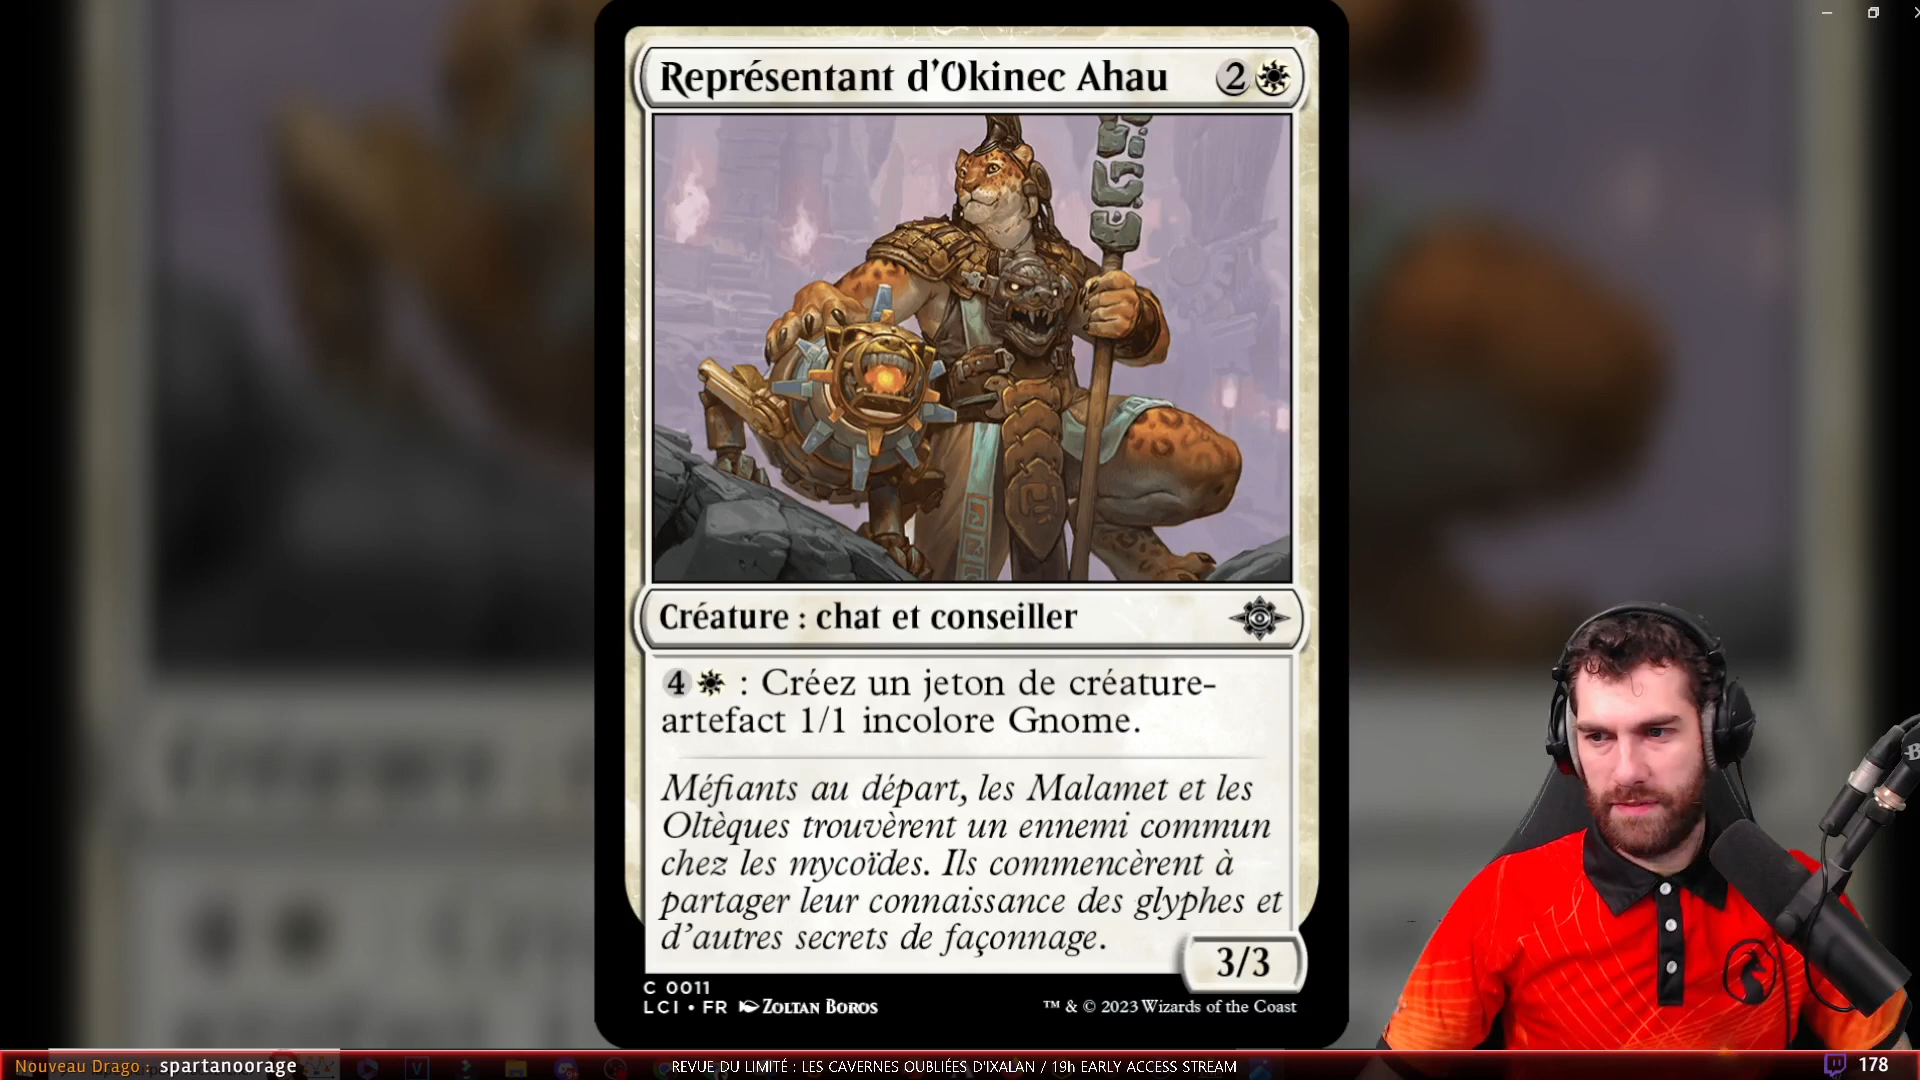 Représentant d'Okinec Ahau 2
Créature : chat et conseiller
4 : Créez un jeton de créature-
artefact 1/1 incolore Gnome.
Méfiants au départ, les Malamet et les
Oltèques trouvèrent un ennemi commun
chez les mycoïdes. Ils commencèrent à
partager leur connaissance des glyphes et
d'autres secrets de façonnage.
3/3
C 0011
LCI • FR Zoltan Boros
™ & © 2023 Wizards of the Coast
Nouveau Drago : spartanoorage
REVUE DU LIMITÉ : LES CAVERNES OUBLIÉES D'IXALAN / 19h EARLY ACCESS STREAM
178